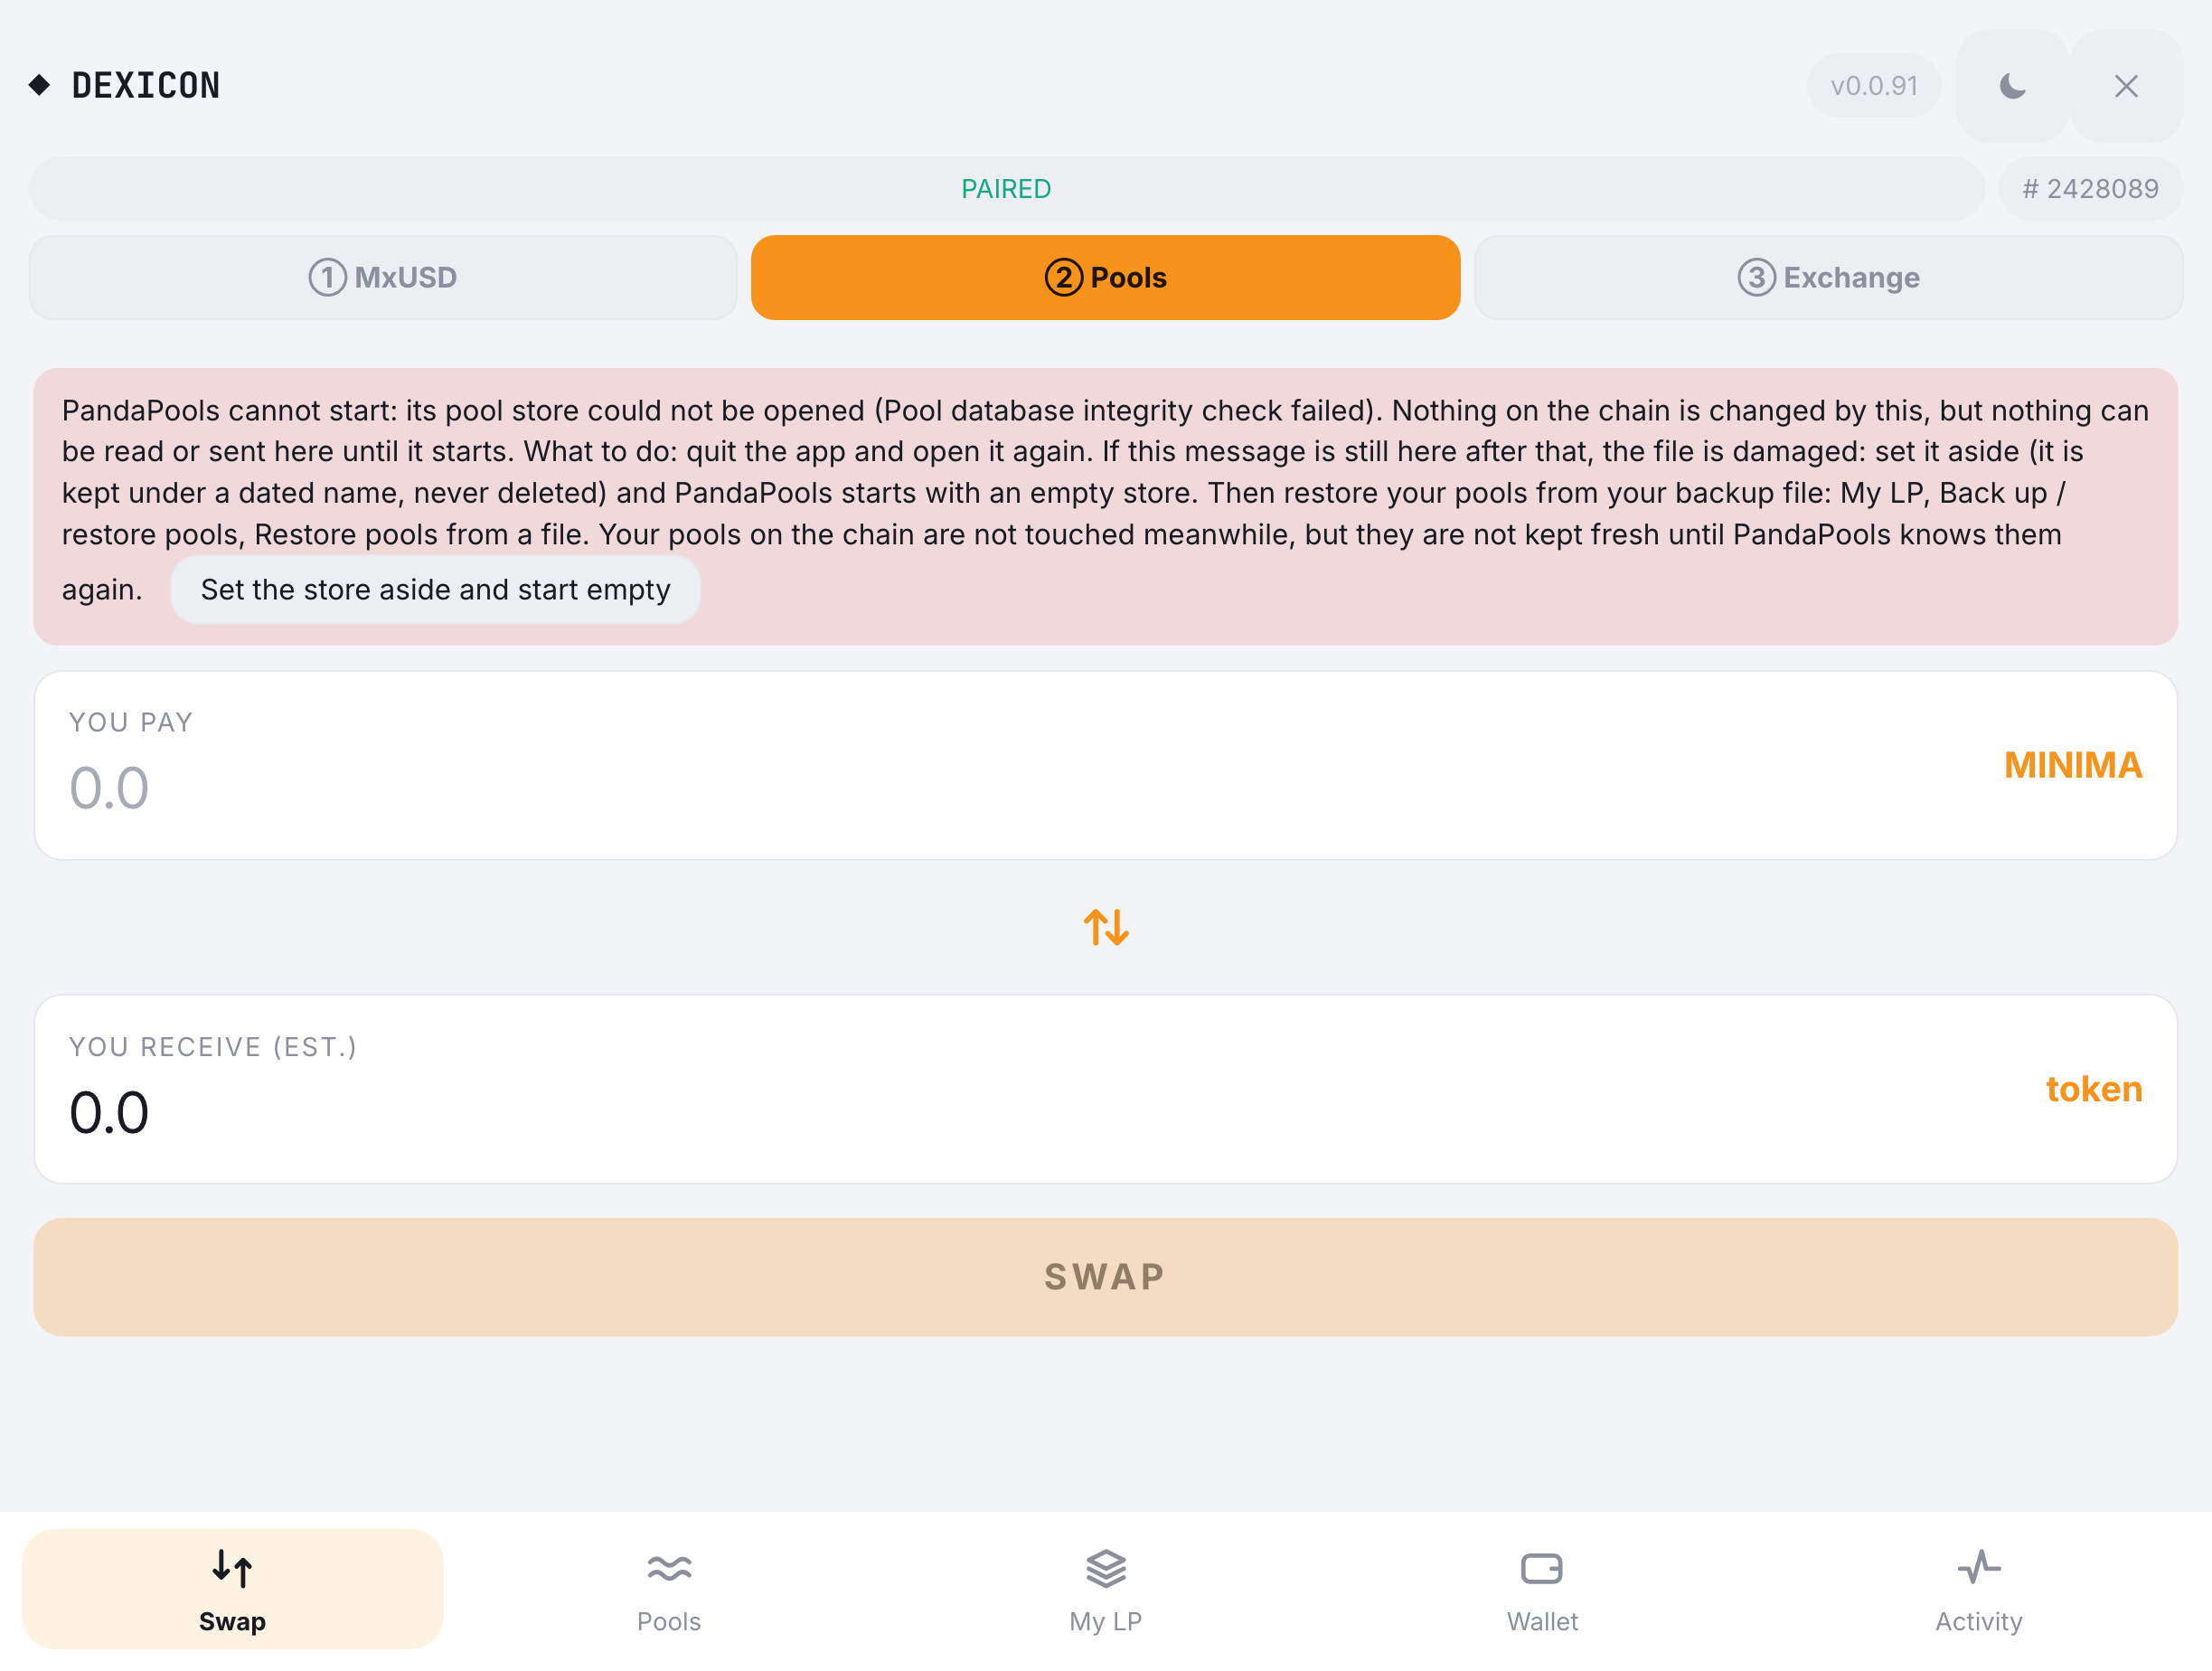 DEXICON
v0.0.91
PAIRED
# 2428089
① MxUSD
② Pools
③ Exchange
PandaPools cannot start: its pool store could not be opened (Pool database integrity check failed). Nothing on the chain is changed by this, but nothing can
be read or sent here until it starts. What to do: quit the app and open it again. If this message is still here after that, the file is damaged: set it aside (it is
kept under a dated name, never deleted) and PandaPools starts with an empty store. Then restore your pools from your backup file: My LP, Back up /
restore pools, Restore pools from a file. Your pools on the chain are not touched meanwhile, but they are not kept fresh until PandaPools knows them
again. Set the store aside and start empty
YOU PAY
0.0
MINIMA
YOU RECEIVE (EST.)
0.0
token
SWAP
Swap
Pools
My LP
Wallet
Activity